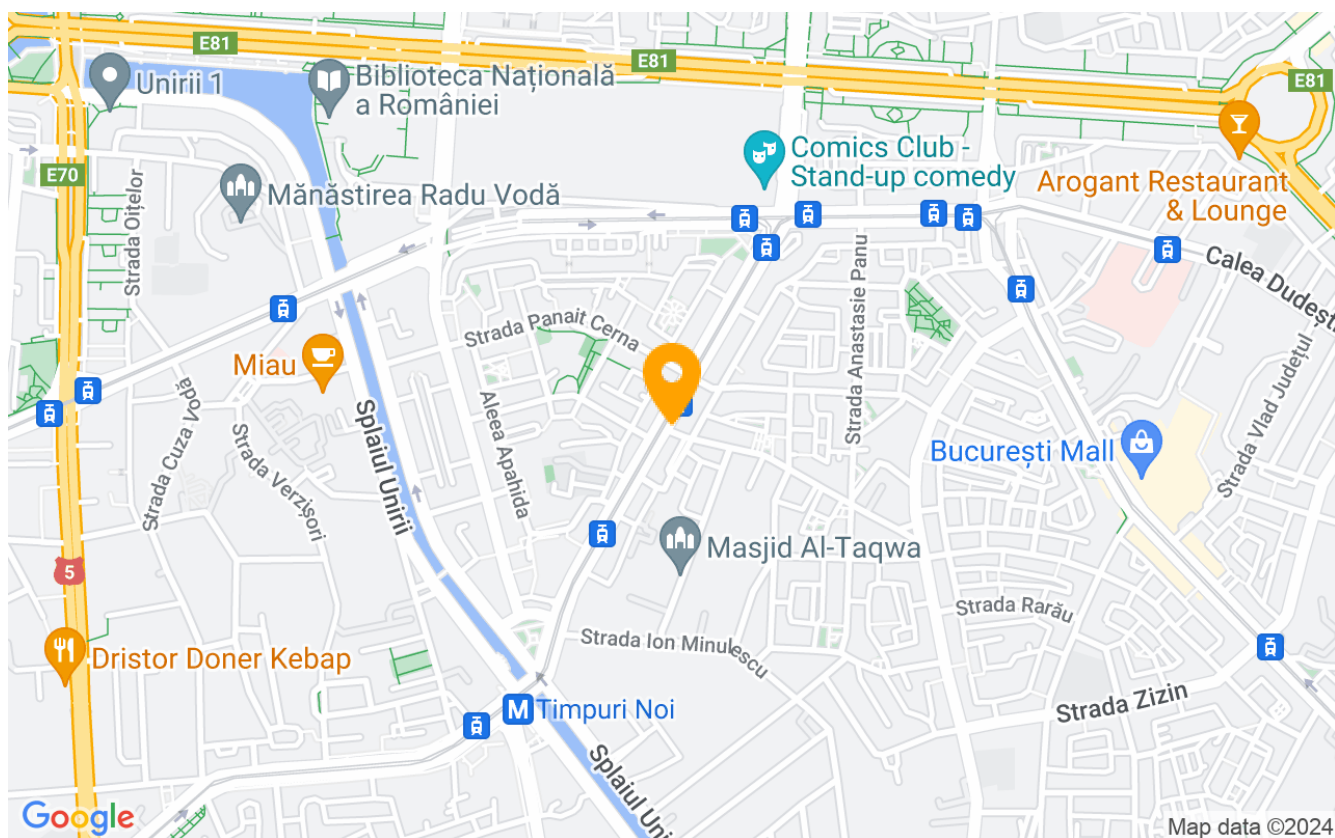 E81
E81
E81
Unirii 1
Biblioteca Națională
a României
Comics Club -
Stand-up comedy
Arogant Restaurant
& Lounge
E70
Strada Oițelor
Mănăstirea Radu Vodă
Calea Dudești
Strada Panait Cerna
Strada Anastasie Panu
Miau
Strada Cuza Vodă
Strada Verzișori
Splaiul Unirii
Aleea Apahida
București Mall
Strada Vlad Județul
Masjid Al-Taqwa
5
Strada Rarău
Strada Ion Minulescu
Dristor Doner Kebap
M Timpuri Noi
Strada Zizin
Splaiul Uni
Google
Map data ©2024